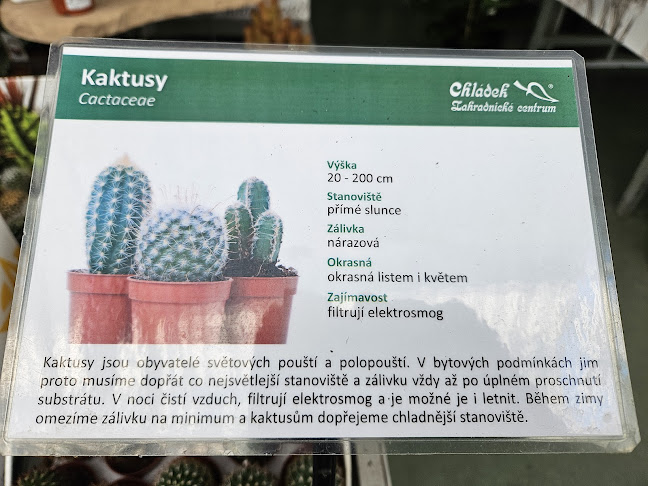 Kaktusy
Cactaceae
Chládek ®
Zahradnické centrum
Výška
20 - 200 cm
Stanoviště
přímé slunce
Zálivka
nárazová
Okrasná
okrasná listem i květem
Zajímavost
filtrují elektrosmog
Kaktusy jsou obyvatelé světových pouští a polopouští. V bytových podmínkách jim
proto musíme dopřát co nejsvětlejší stanoviště a zálivku vždy až po úplném proschnutí
substrátu. V noci čistí vzduch, filtrují elektrosmog a je možné je i letnit. Během zimy
omezíme zálivku na minimum a kaktusům dopřejeme chladnější stanoviště.